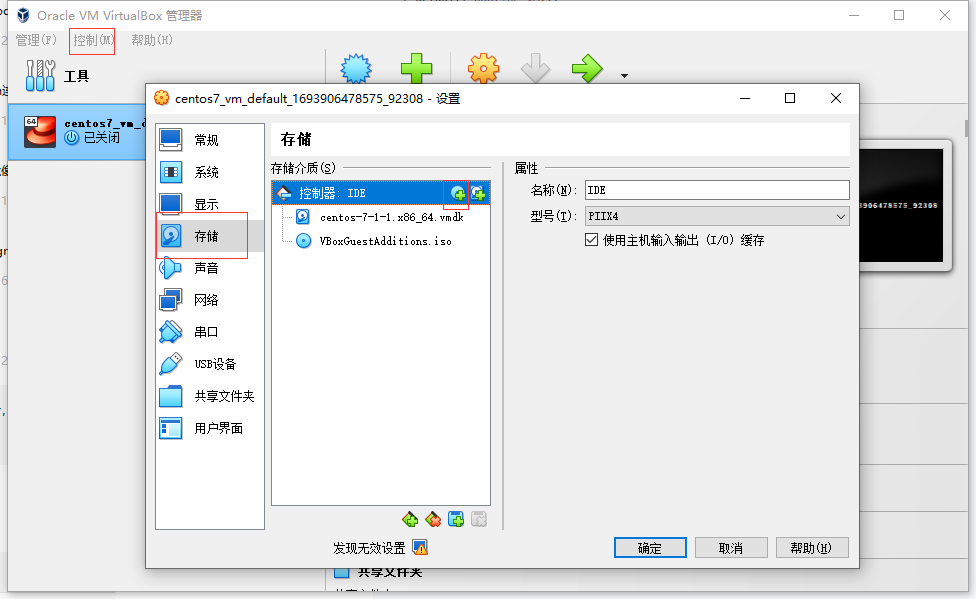 Oracle VM VirtualBox 管理器
管理(F) 控制(M) 帮助(H)
工具
64 centos7_vm_d
已关闭
centos7_vm_default_1693906478575_92308 - 设置
常规
系统
显示
存储
声音
网络
串口
USB设备
共享文件夹
用户界面
存储
存储介质(S)
控制器: IDE
centos-7-1-1.x86_64.vmdk
VBoxGuestAdditions.iso
属性
名称(N): IDE
型号(T): PIIX4
使用主机输入输出 (I/O) 缓存
3906478575_92308
发现无效设置
确定 取消 帮助(H)
共享文件夹